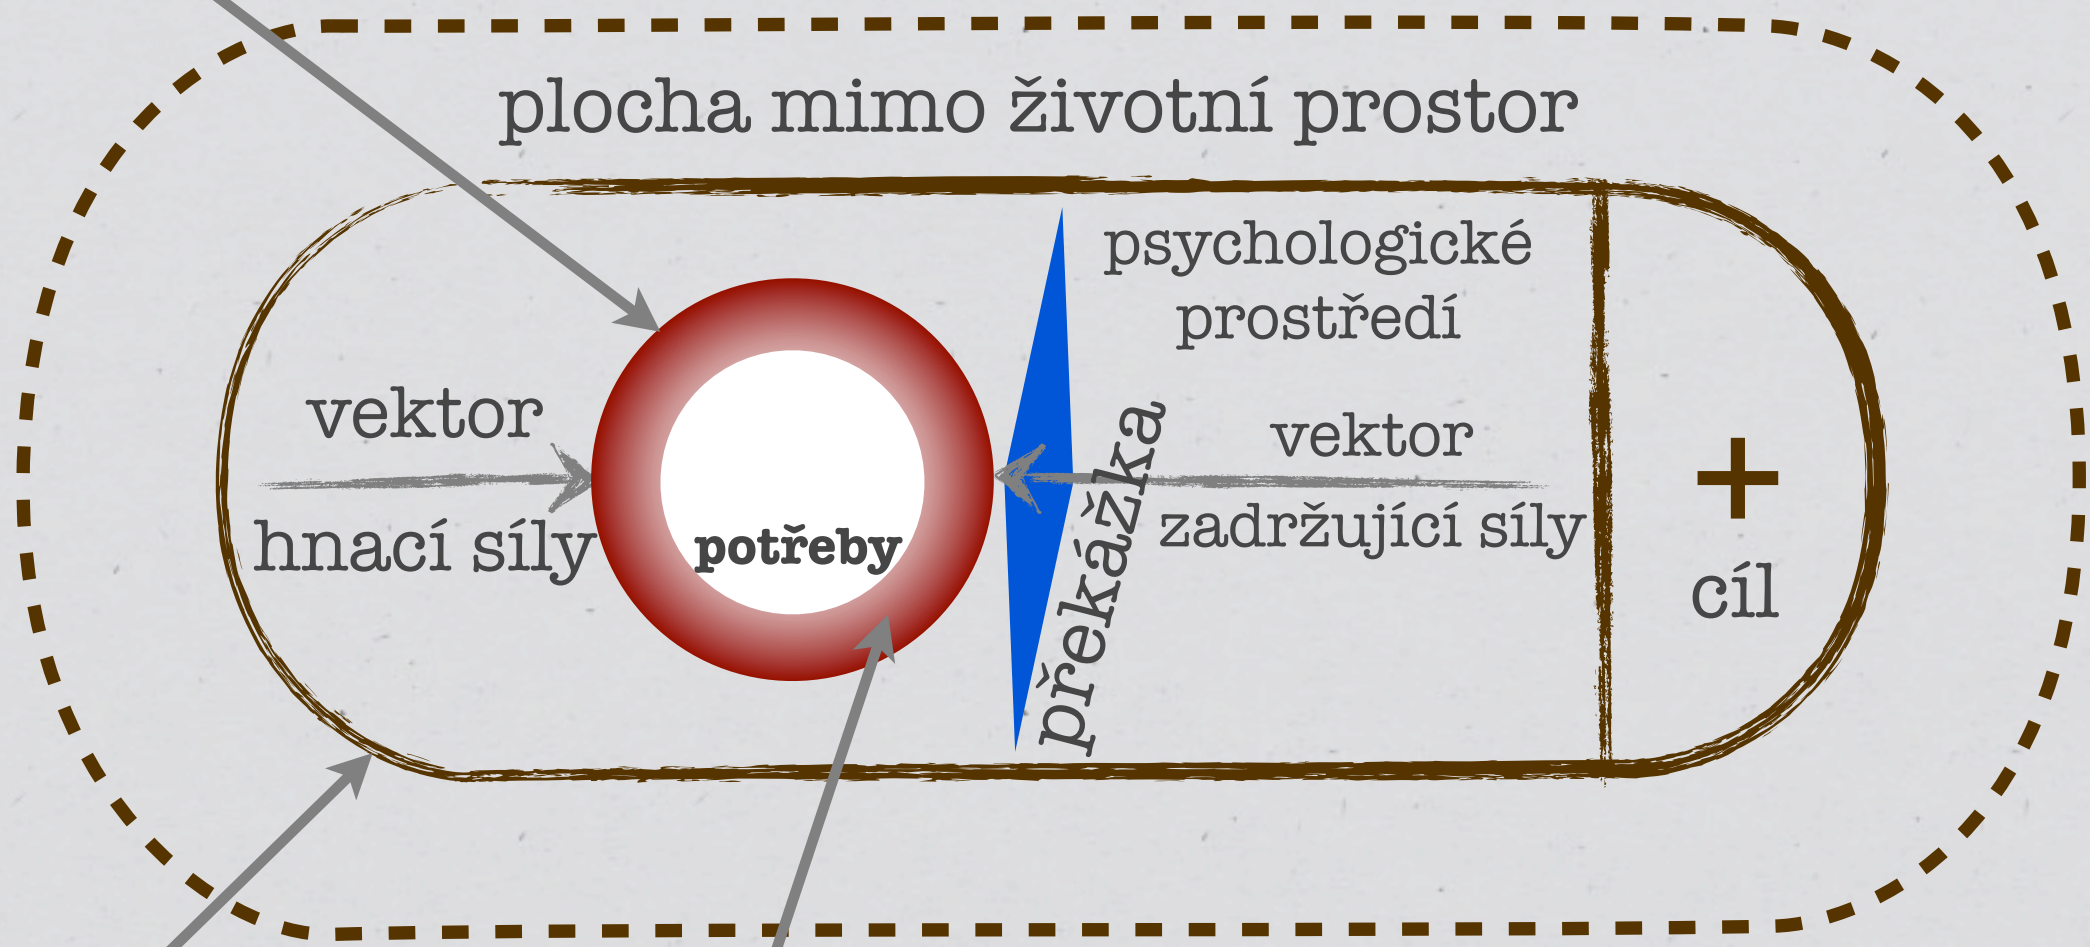 plocha mimo životní prostor
psychologické
prostředí
vektor
hnací síly
potřeby
překážka
vektor
zadržující síly
+
cíl